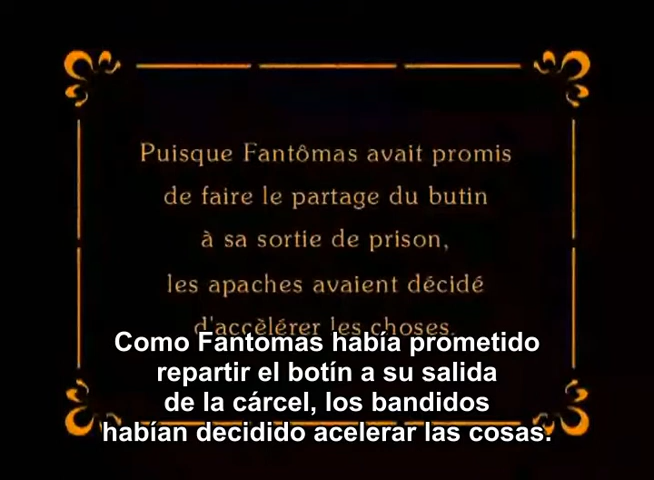 Puisque Fantômas avait promis
de faire le partage du butin
à sa sortie de prison,
les apaches avaient décidé
d'accèlérer les choses.
Como Fantomas había prometido
repartir el botín a su salida
de la cárcel, los bandidos
habían decidido acelerar las cosas.